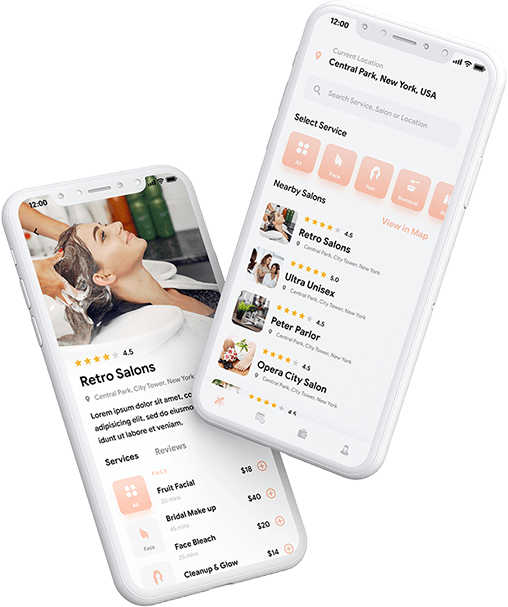 12:00
Current Location
Central Park, New York, USA
Search Service, Salon or Location
Select Service
All
Face
Hair
Removal
Nearby Salons
View in Map
4.5
Retro Salons
Central Park, City Tower, New York
5.0
Ultra Unisex
Central Park, City Tower, New York
4.5
Peter Parlor
Central Park, City Tower, New York
4.5
Opera City Salon
Central Park, City Tower, New York
4.5
12:00
4.5
Retro Salons
Central Park, City Tower, New York
Lorem ipsum dolor sit amet, co
adipisicing elit, sed do eiusmo
idunt ut labore et veniam.
Services Reviews
FACE
All
Fruit Facial $18
20 mins
Bridal Make up $40
45 mins
Face
Face Bleach $20
25 mins
Cleanup & Glow $14